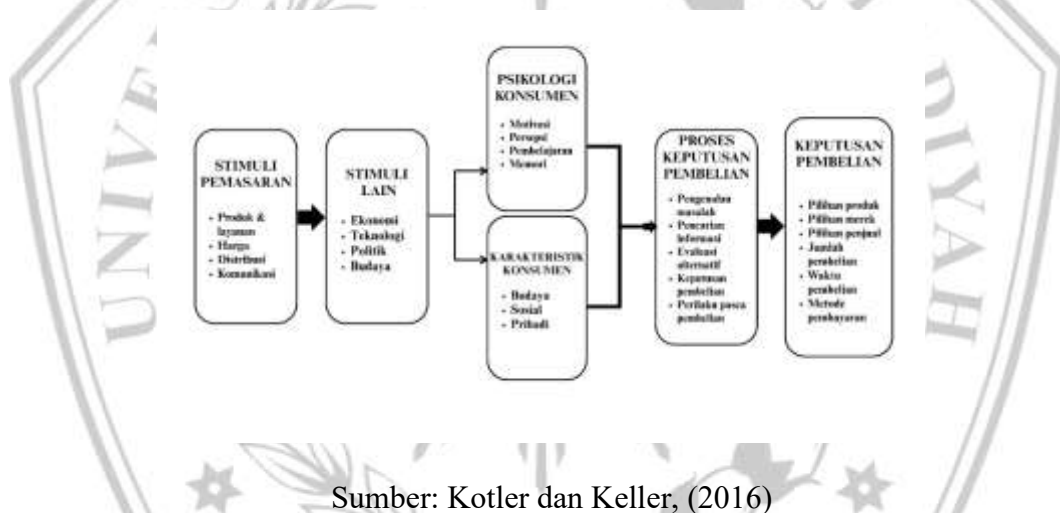 PSIKOLOGI
KONSUMEN
• Motivasi
• Persepsi
• Pembelajaran
• Memori
STIMULI
PEMASARAN
• Produk &
layanan
• Harga
• Distribusi
• Komunikasi
STIMULI
LAIN
• Ekonomi
• Teknologi
• Politik
• Budaya
KARAKTERISTIK
KONSUMEN
• Budaya
• Sosial
• Pribadi
PROSES
KEPUTUSAN
PEMBELIAN
• Pengenalan
masalah
• Pencarian
Informasi
• Evaluasi
alternatif
• Keputusan
pembelian
• Perilaku pasca
pembelian
KEPUTUSAN
PEMBELIAN
• Pilihan produk
• Pilihan merek
• Pilihan penjual
• Jumlah
pembelian
• Waktu
pembelian
• Metode
pembayaran
Sumber: Kotler dan Keller, (2016)
UNIVE
DIYAH